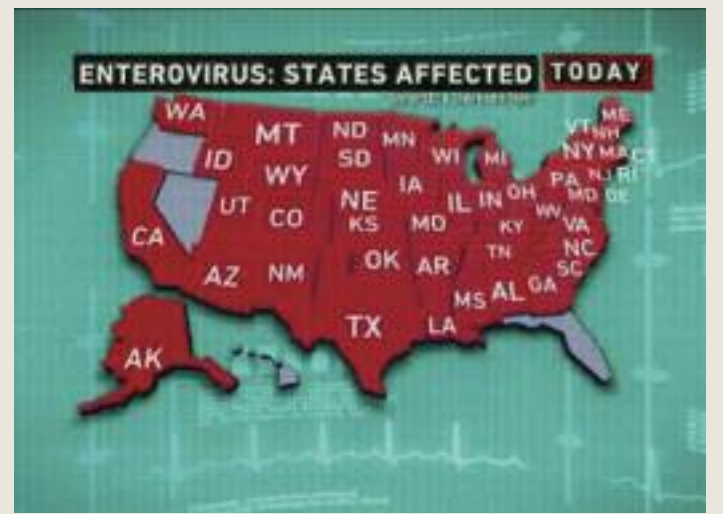 ENTEROVIRUS: STATES AFFECTED TODAY
WA
MT
ND
MN
ME
VT
NH
ID
SD
WI
MI
NY
MA
CT
WY
IA
PA
NJ
RI
UT
NE
IL
IN
OH
MD
DE
CO
KS
MO
KY
WV
VA
CA
OK
TN
NC
AZ
NM
AR
SC
MS
AL
GA
TX
LA
AK